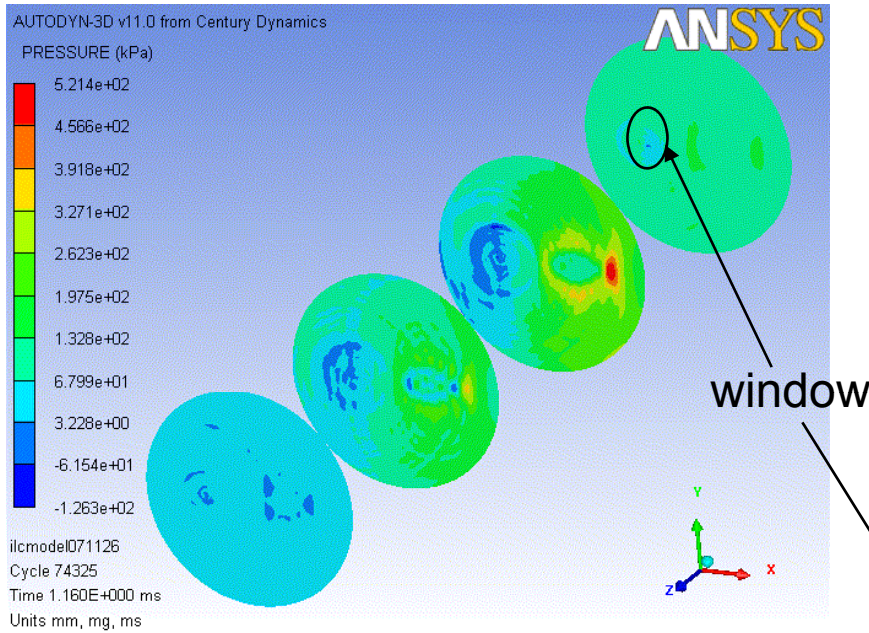 AUTODYN-3D v11.0 from Century Dynamics
ANSYS
PRESSURE (kPa)
5.214e+02
4.566e+02
3.918e+02
3.271e+02
2.623e+02
1.975e+02
1.328e+02
6.799e+01
3.228e+00
-6.154e+01
-1.263e+02
window
Y
X
Z
ilcmodel071126
Cycle 74325
Time 1.160E+000 ms
Units mm, mg, ms